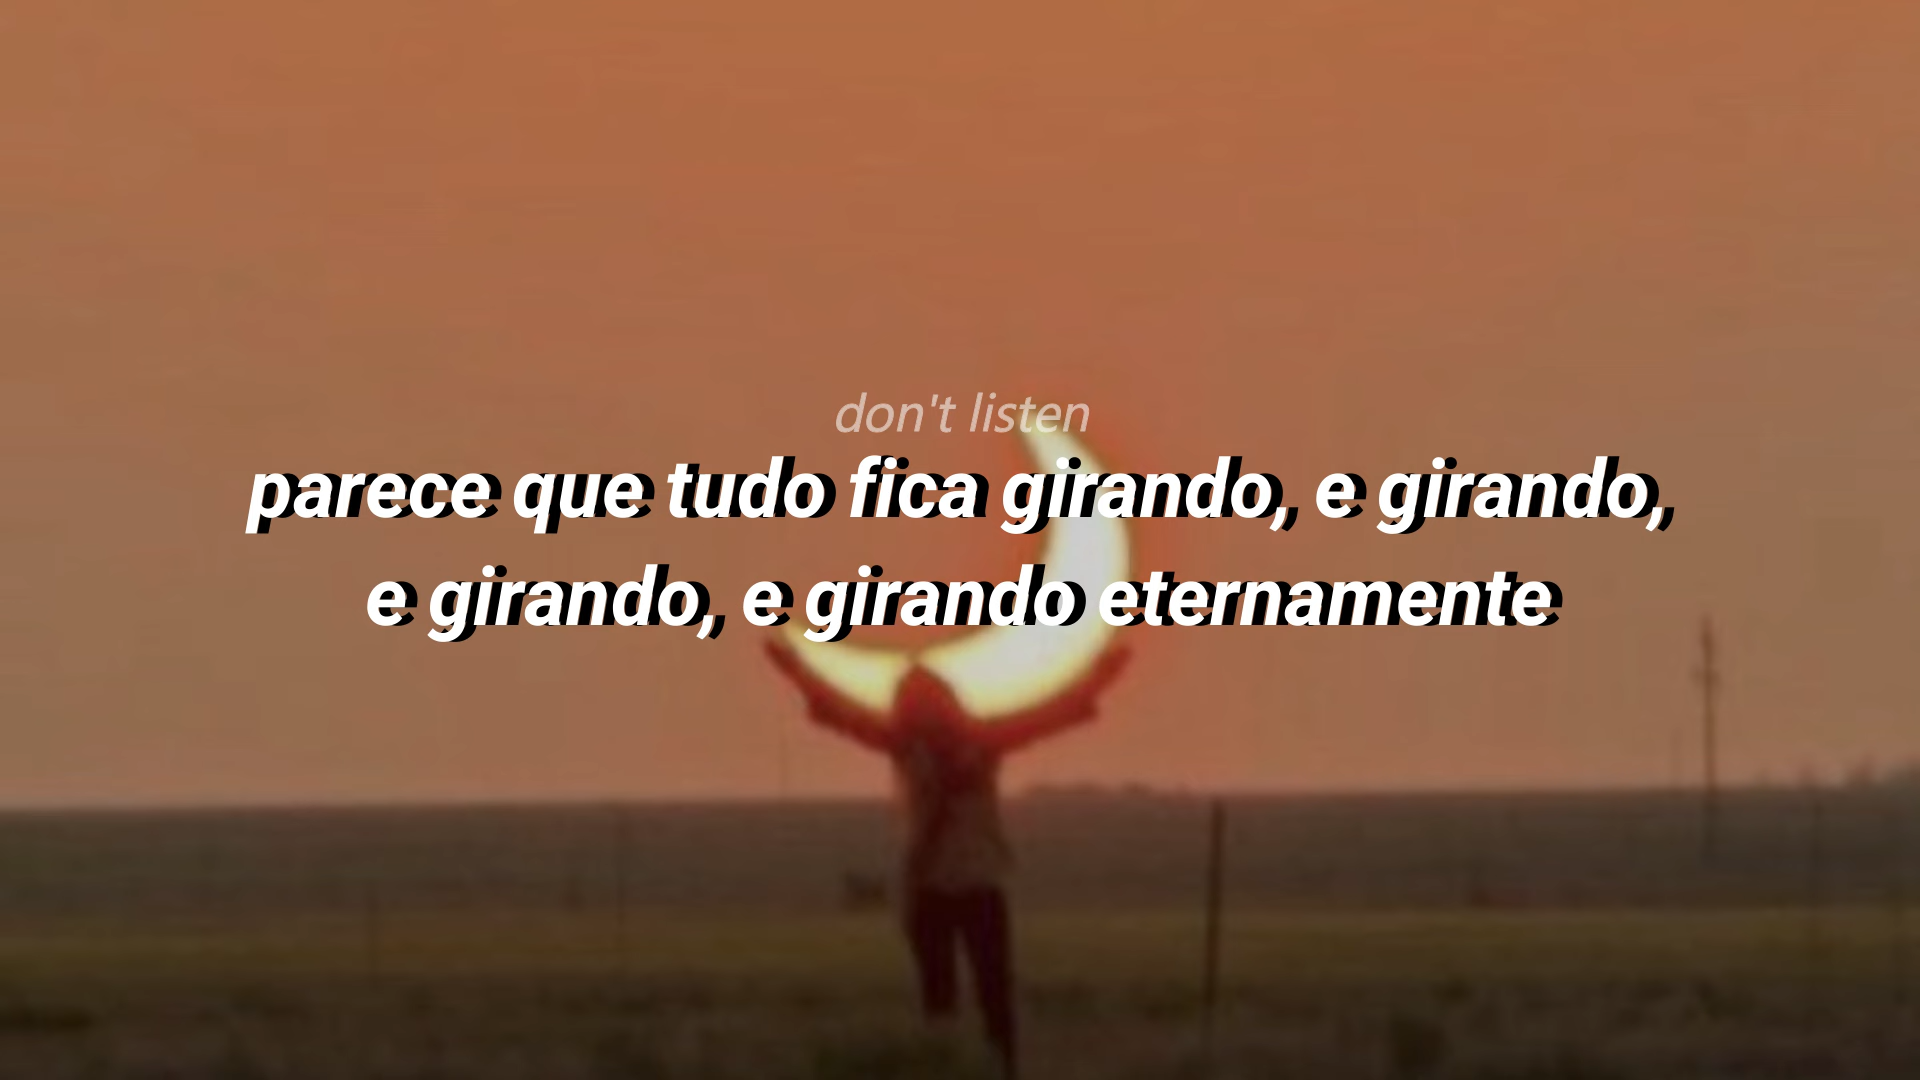 don't listen
parece que tudo fica girando, e girando,
e girando, e girando eternamente